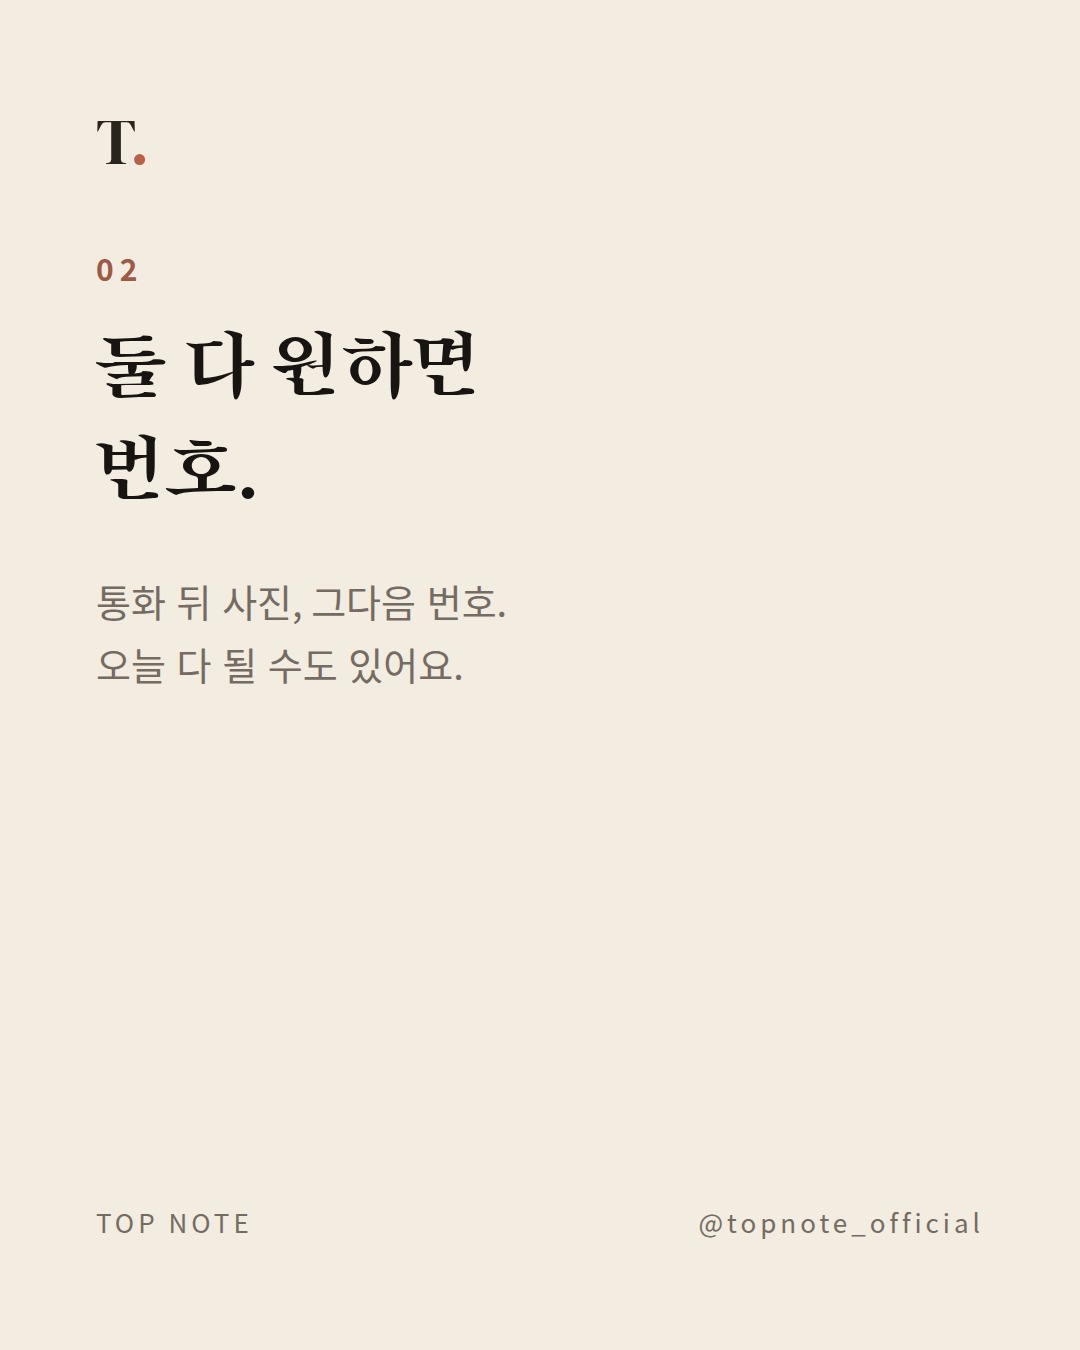 T.
02
둘 다 원하면
번호.
통화 뒤 사진, 그다음 번호.
오늘 다 될 수도 있어요.
TOP NOTE
@topnote_official